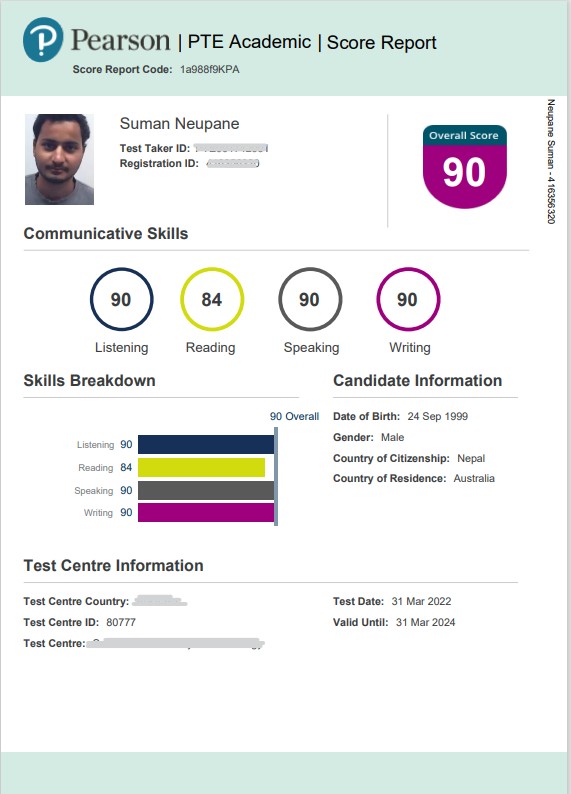 Pearson | PTE Academic | Score Report
Score Report Code: 1a988f9KPA
Suman Neupane
Test Taker ID:
Registration ID:
Overall Score
90
Neupane Suman - 416356320
Communicative Skills
90 84 90 90
Listening Reading Speaking Writing
Skills Breakdown
90 Overall
Listening 90
Reading 84
Speaking 90
Writing 90
Candidate Information
Date of Birth: 24 Sep 1999
Gender: Male
Country of Citizenship: Nepal
Country of Residence: Australia
Test Centre Information
Test Centre Country:
Test Centre ID: 80777
Test Centre:
Test Date: 31 Mar 2022
Valid Until: 31 Mar 2024